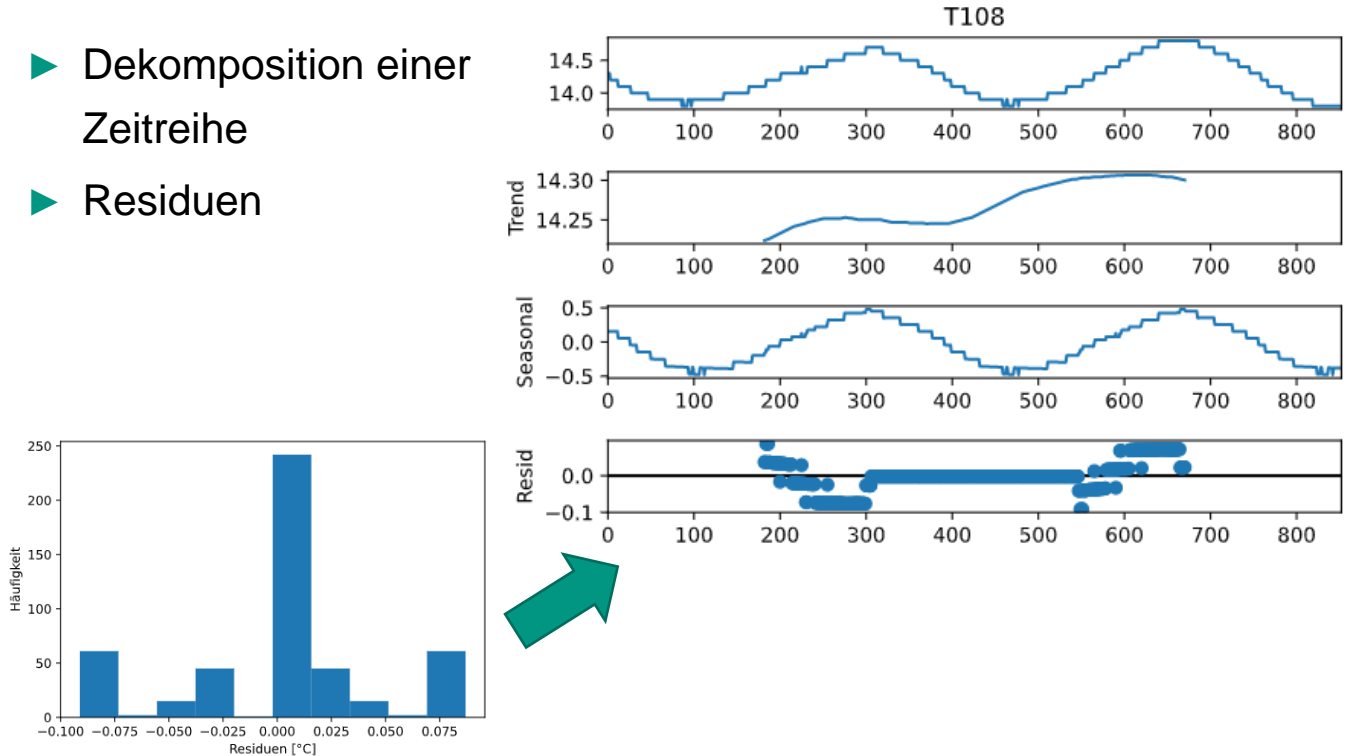 ► Dekomposition einer
Zeitreihe
► Residuen
T108
14.5
14.0
0 100 200 300 400 500 600 700 800
Trend
14.30
14.25
0 100 200 300 400 500 600 700 800
Seasonal
0.5
0.0
−0.5
0 100 200 300 400 500 600 700 800
Resid
0.0
−0.1
0 100 200 300 400 500 600 700 800
Häufigkeit
250
200
150
100
50
0
−0.100 −0.075 −0.050 −0.025 0.000 0.025 0.050 0.075
Residuen [°C]